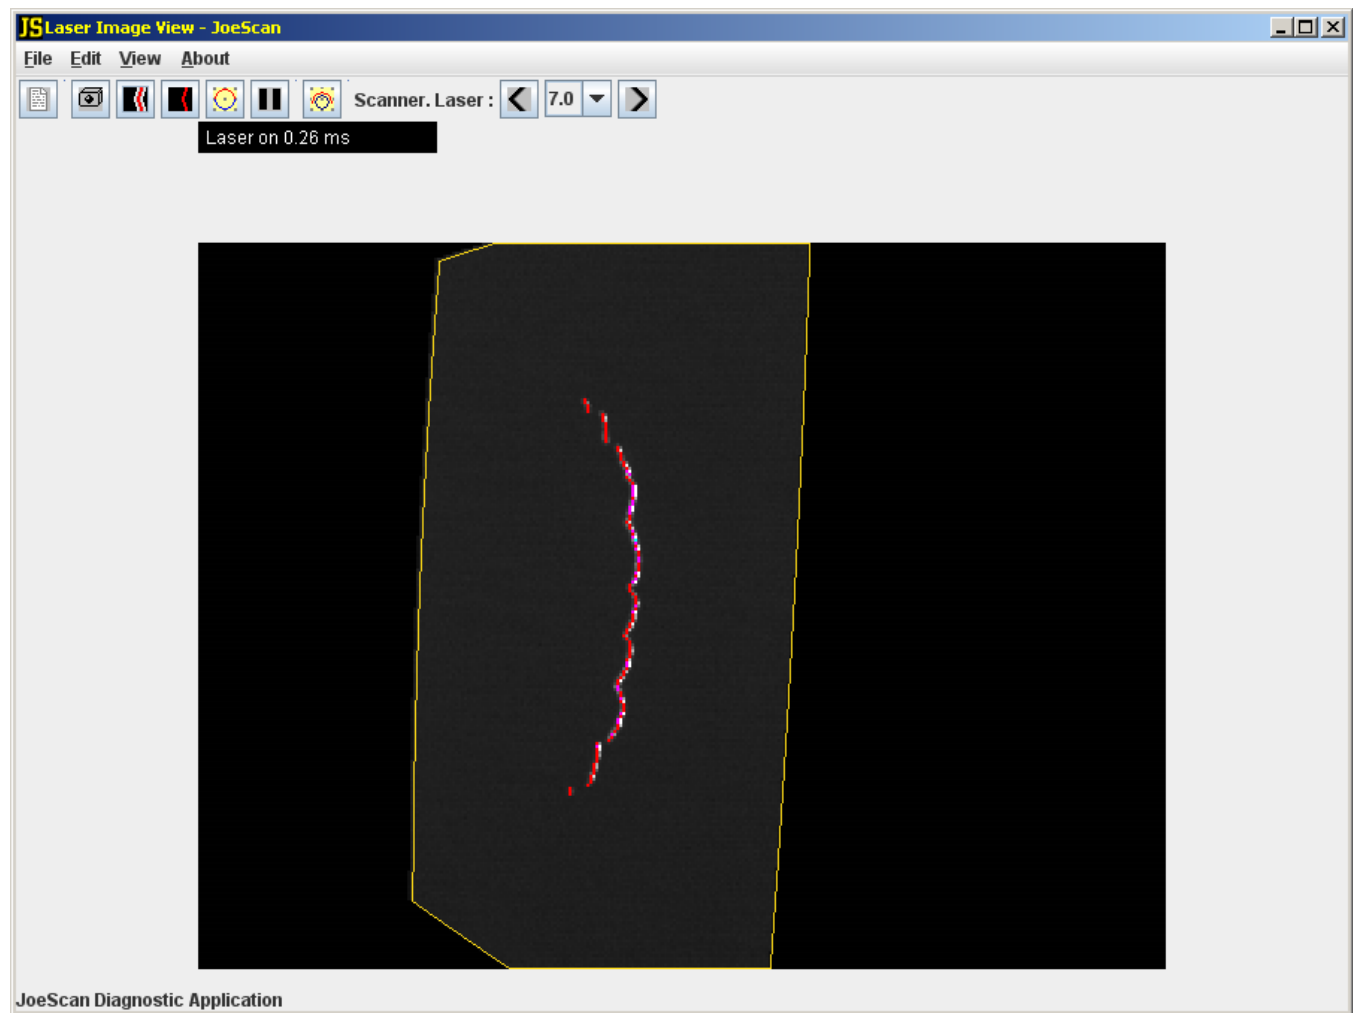 JS Laser Image View - JoeScan
File Edit View About
Scanner. Laser : 7.0
Laser on 0.26 ms
JoeScan Diagnostic Application